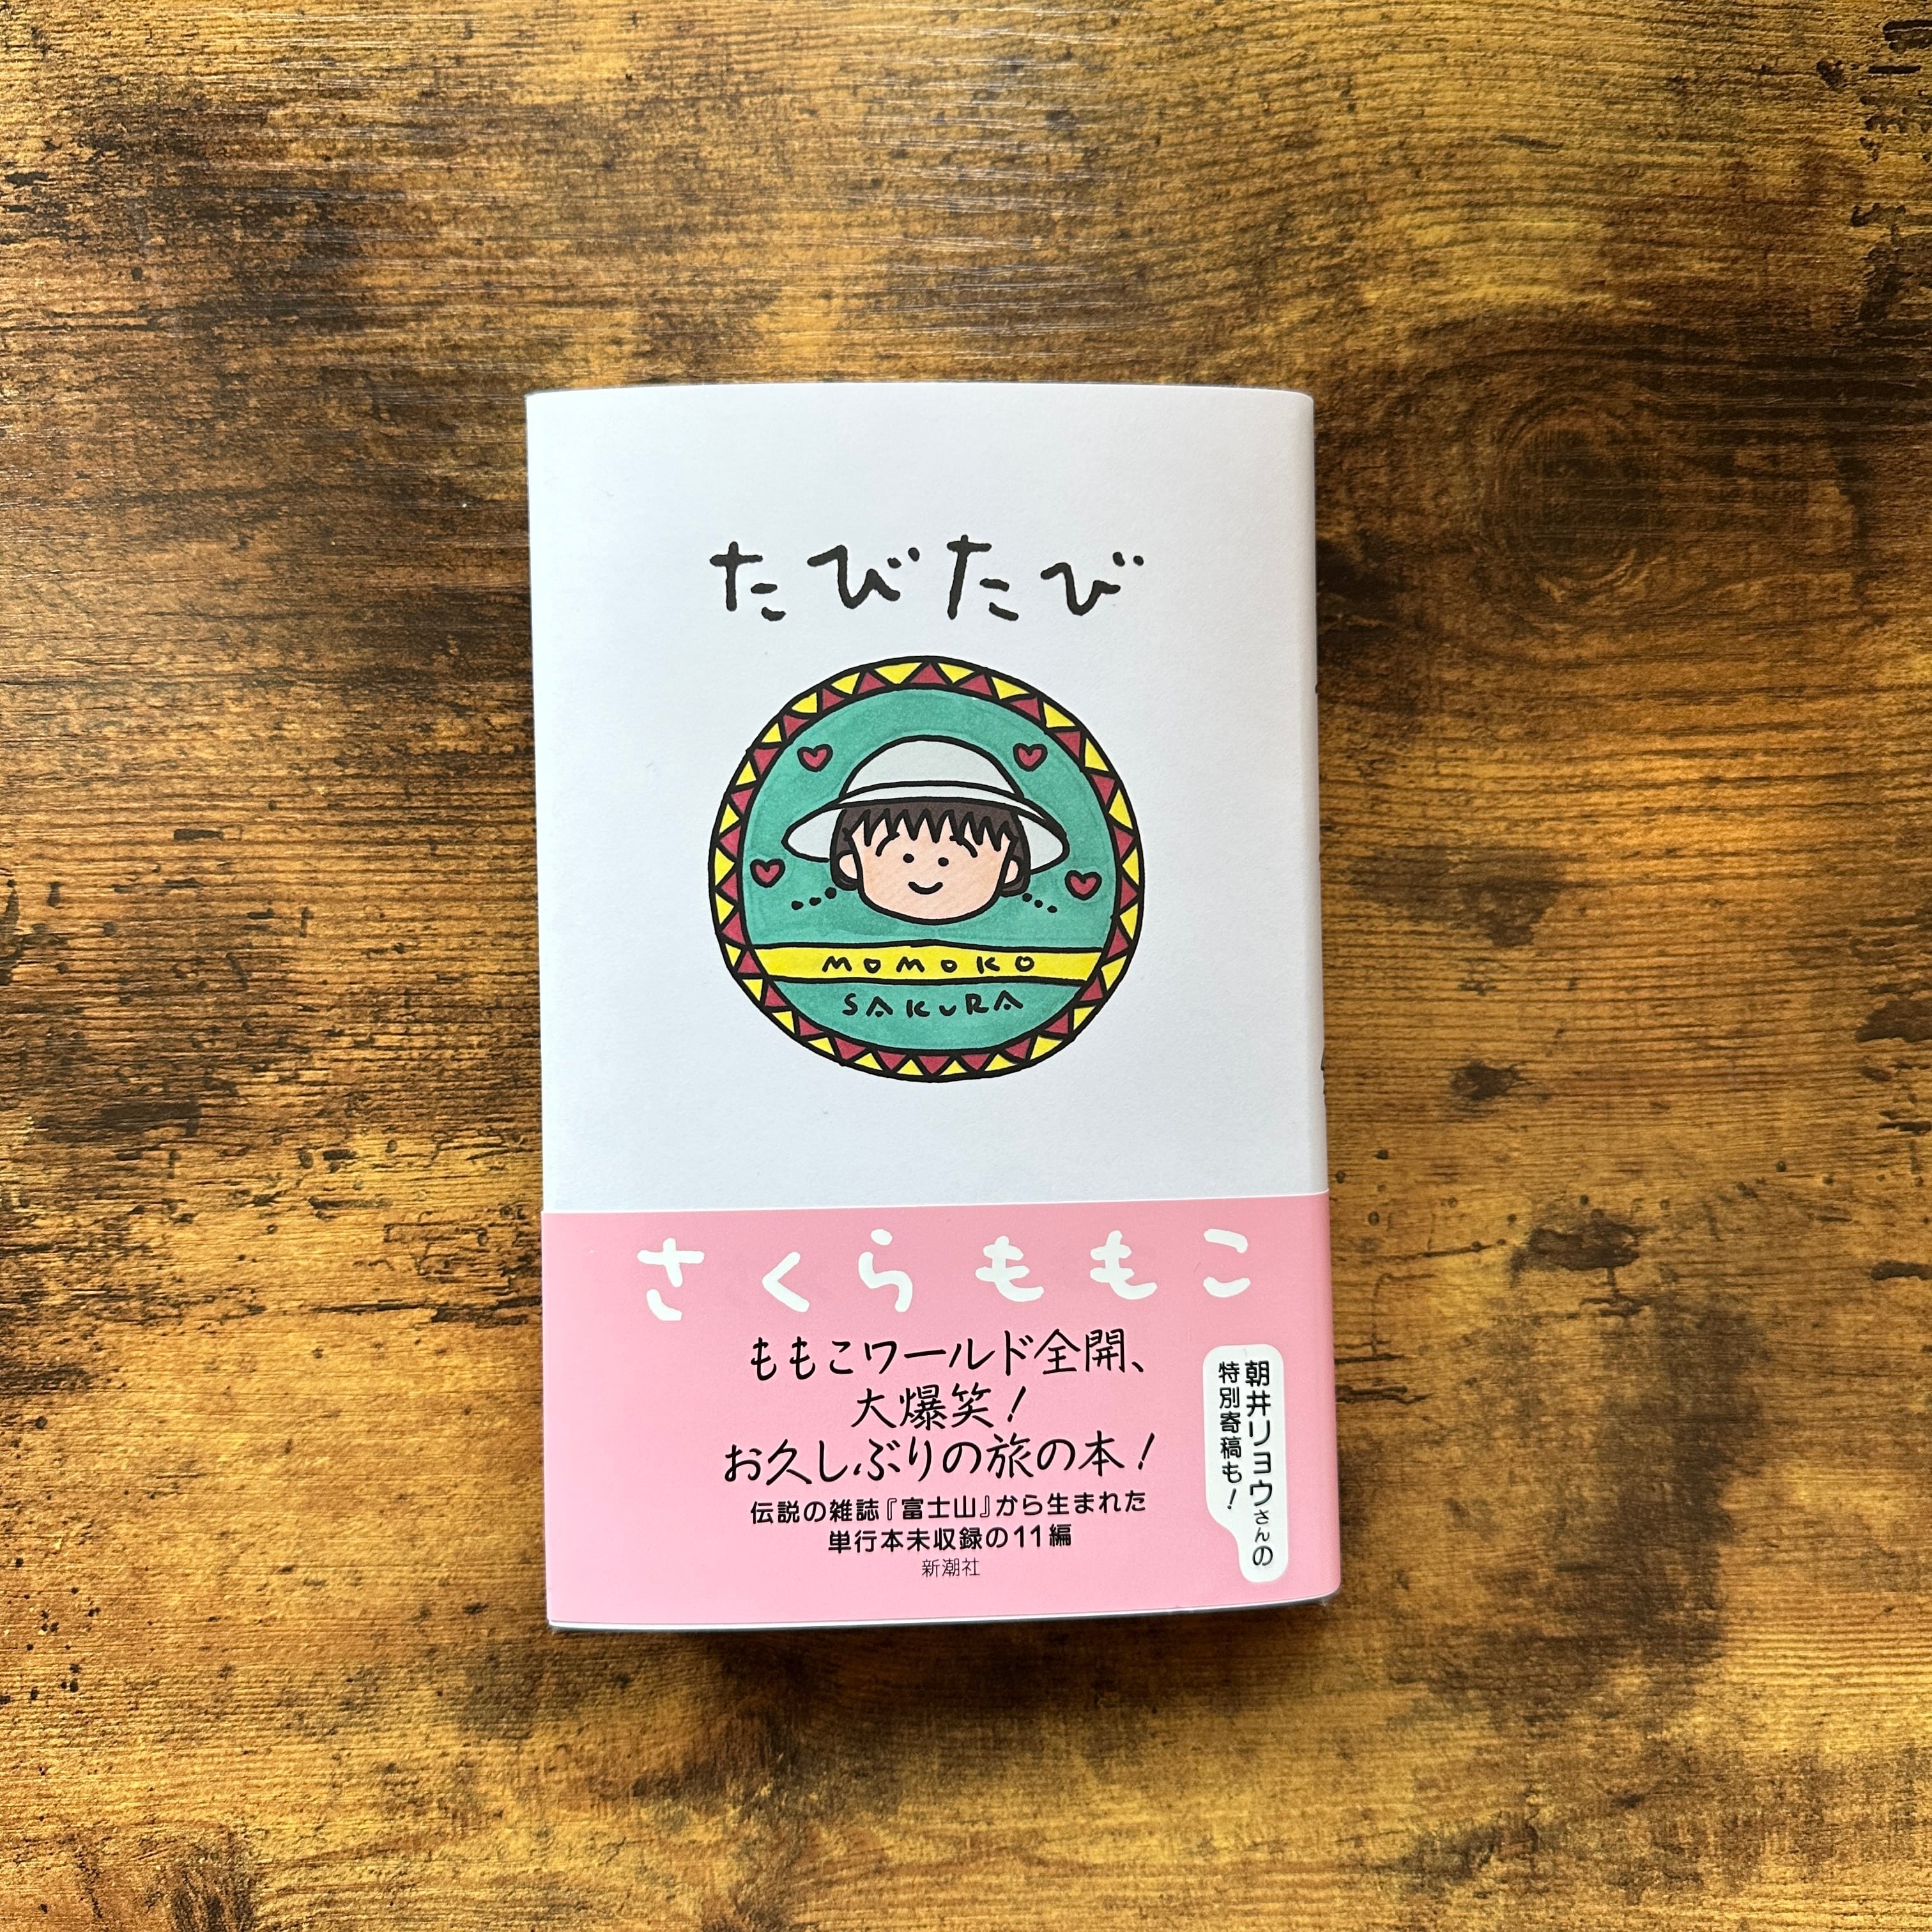 たびたび
MOMOKO
SAKURA
さくらももこ
ももこワールド全開、
大爆笑！
お久しぶりの旅の本！
伝説の雑誌『富士山』から生まれた
単行本未収録の11編
新潮社
朝井リョウさんの
特別寄稿も！